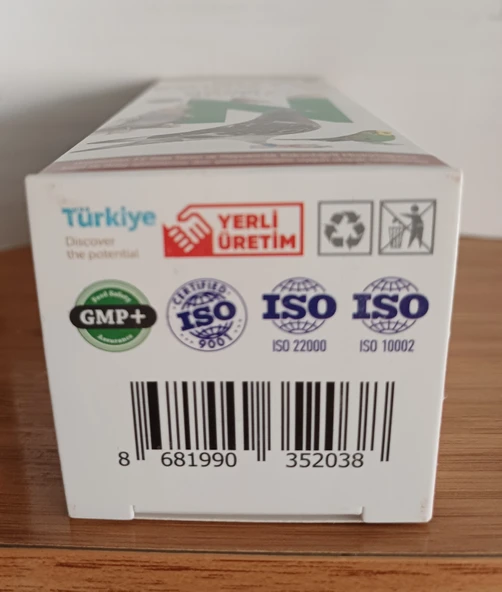 Türkiye
Discover
the potential
YERLİ
ÜRETİM
Feed Safety
GMP+
Assurance
CERTIFIED
ISO
9001
ISO
ISO 22000
ISO
ISO 10002
8 681990 352038